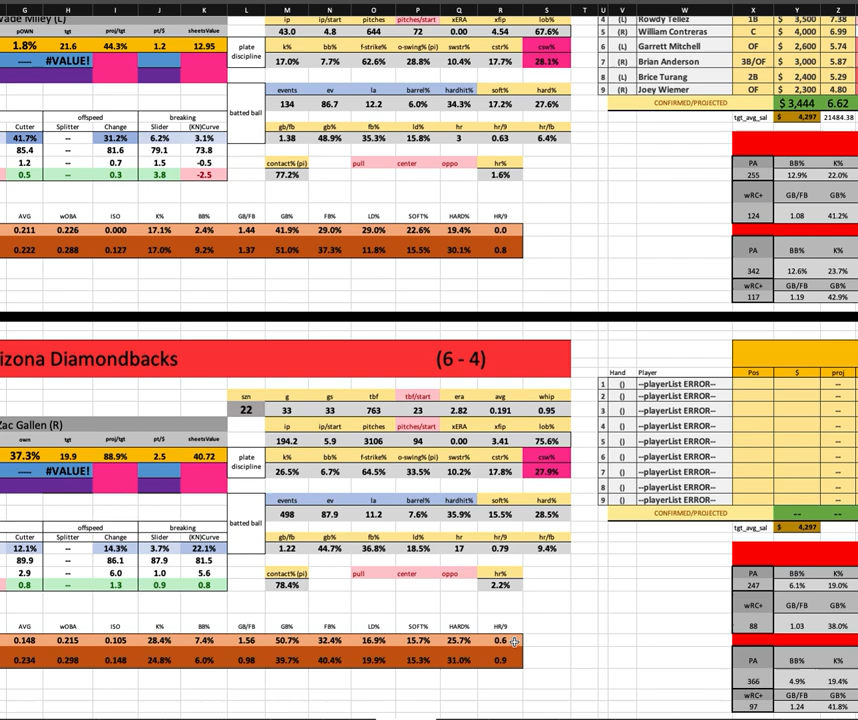 G H I J K L M N O P Q R S T U V W X Y Z
Wade Miley (L) ip ip/start pitches pitches/start xERA xfip lob% 4 (L) Rowdy Tellez 1B $ 3,500 7.38
pOWN tgt proj/tgt pt/$ sheetsValue 43.0 4.8 644 72 0.00 4.54 67.6% 5 (R) William Contreras C $ 4,000 6.99
1.8% 21.6 44.3% 1.2 12.95 plate discipline k% bb% f-strike% o-swing% (pi) swstr% cstr% csw% 6 (L) Garrett Mitchell OF $ 2,600 5.74
----- #VALUE! 17.0% 7.7% 62.6% 28.8% 10.4% 17.7% 28.1% 7 (R) Brian Anderson 3B/OF $ 3,000 5.87
8 (L) Brice Turang 2B $ 2,400 5.29
events ev la barrel% hardhit% soft% hard% 9 (R) Joey Wiemer OF $ 2,300 4.80
134 86.7 12.2 6.0% 34.3% 17.2% 27.6% CONFIRMED/PROJECTED $ 3,444 6.62
offspeed breaking batted ball tgt_avg_sal $ 4,297 21484.38
Cutter Splitter Change Slider (KN)Curve gb/fb gb% fb% ld% hr hr/9 hr/fb
41.7% -- 31.2% 6.2% 3.1% 1.38 48.9% 35.3% 15.8% 3 0.63 6.4%
85.4 -- 81.6 79.1 73.8
1.2 -- 0.7 1.5 -0.5 contact% (pi) pull center oppo hr% PA BB% K%
0.5 -- 0.3 3.8 -2.5 77.2% 1.6% 255 12.9% 22.0%
wRC+ GB/FB GB%
AVG wOBA ISO K% BB% GB/FB GB% FB% LD% SOFT% HARD% HR/9 124 1.08 41.2%
0.211 0.226 0.000 17.1% 2.4% 1.44 41.9% 29.0% 29.0% 22.6% 19.4% 0.0
0.222 0.288 0.127 17.0% 9.2% 1.37 51.0% 37.3% 11.8% 15.5% 30.1% 0.8 PA BB% K%
342 12.6% 23.7%
wRC+ GB/FB GB%
117 1.19 42.9%
izona Diamondbacks (6 - 4)
Hand Player Pos $ proj
szn g gs tbf tbf/start era avg whip 1 () --playerList ERROR-- --
22 33 33 763 23 2.82 0.191 0.95 2 () --playerList ERROR-- --
Zac Gallen (R) ip ip/start pitches pitches/start xERA xfip lob% 3 () --playerList ERROR-- --
own tgt proj/tgt pt/$ sheetsValue 194.2 5.9 3106 94 0.00 3.41 75.6% 4 () --playerList ERROR-- --
37.3% 19.9 88.9% 2.5 40.72 plate discipline k% bb% f-strike% o-swing% (pi) swstr% cstr% csw% 5 () --playerList ERROR-- --
----- #VALUE! 26.5% 6.7% 64.5% 33.5% 10.2% 17.8% 27.9% 6 () --playerList ERROR-- --
7 () --playerList ERROR-- --
8 () --playerList ERROR-- --
events ev la barrel% hardhit% soft% hard% 9 () --playerList ERROR-- --
498 87.9 11.2 7.6% 35.9% 15.5% 28.5% CONFIRMED/PROJECTED -- --
offspeed breaking batted ball tgt_avg_sal $ 4,297
Cutter Splitter Change Slider (KN)Curve gb/fb gb% fb% ld% hr hr/9 hr/fb
12.1% -- 14.3% 3.7% 22.1% 1.22 44.7% 36.8% 18.5% 17 0.79 9.4%
89.9 -- 86.1 87.9 81.5
2.9 -- 6.0 1.0 5.6 contact% (pi) pull center oppo hr% PA BB% K%
0.8 -- 1.3 0.9 0.8 78.4% 2.2% 247 6.1% 19.0%
wRC+ GB/FB GB%
AVG wOBA ISO K% BB% GB/FB GB% FB% LD% SOFT% HARD% HR/9 88 1.03 38.0%
0.148 0.215 0.105 28.4% 7.4% 1.56 50.7% 32.4% 16.9% 15.7% 25.7% 0.6
0.234 0.298 0.148 24.8% 6.0% 0.98 39.7% 40.4% 19.9% 15.3% 31.0% 0.9 PA BB% K%
366 4.9% 19.4%
wRC+ GB/FB GB%
97 1.24 41.8%